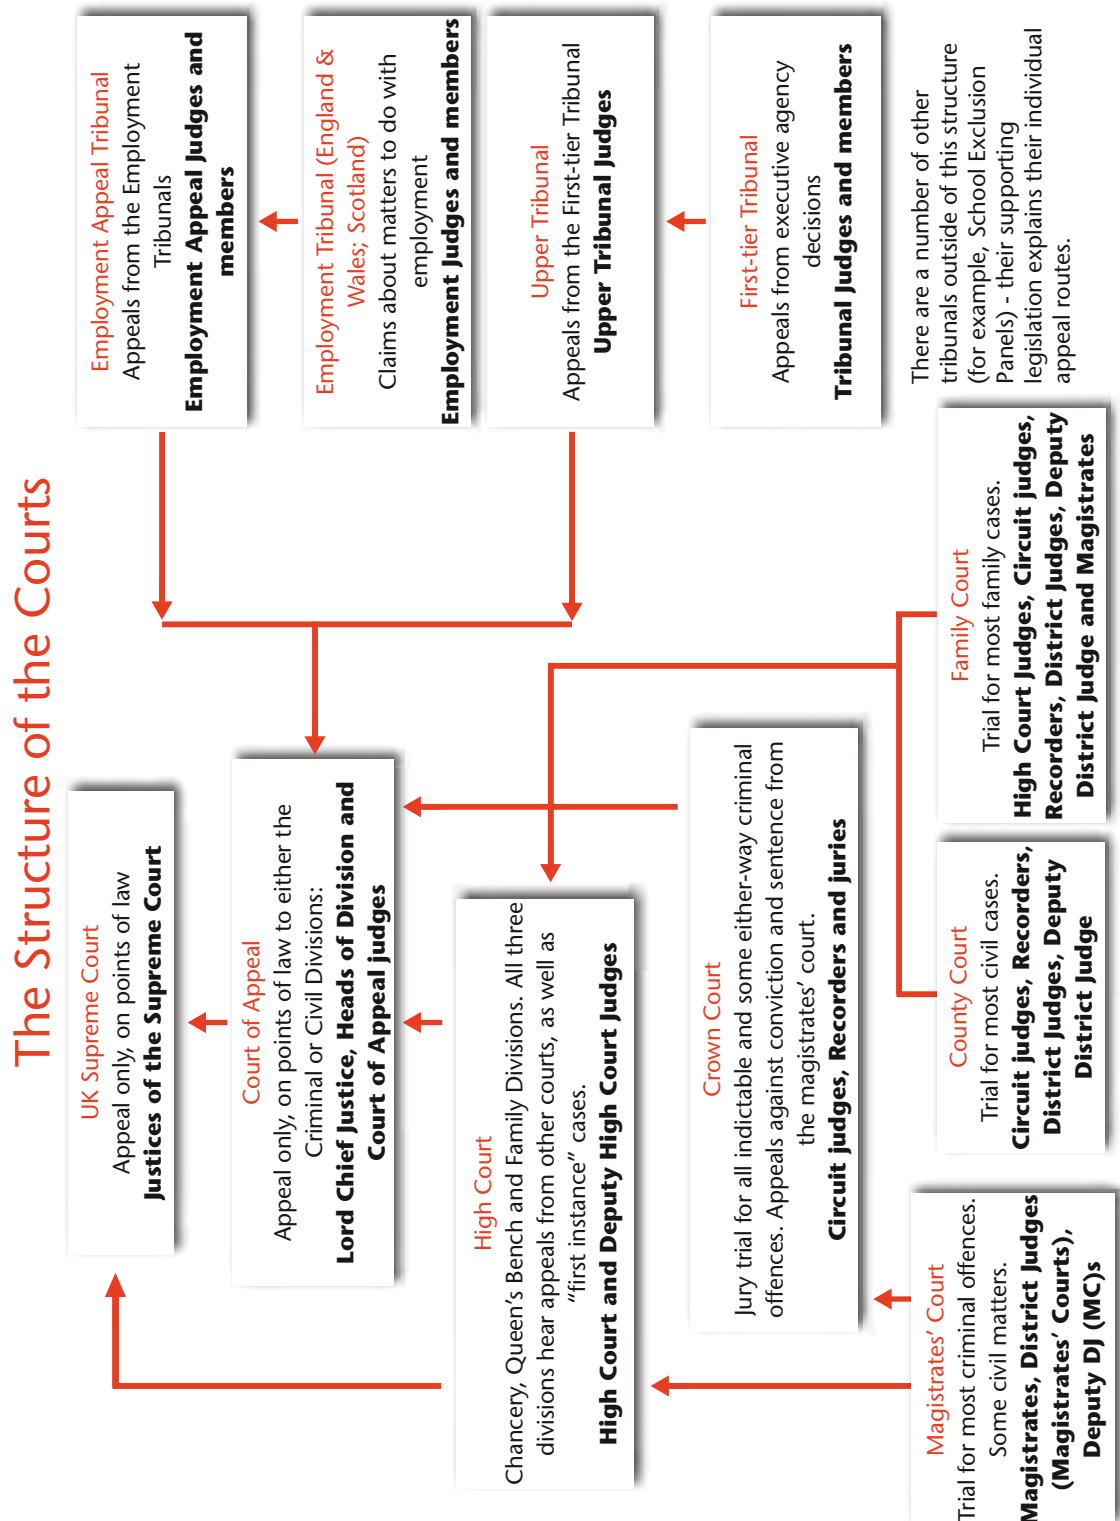 The Structure of the Courts
UK Supreme Court
Appeal only, on points of law
Justices of the Supreme Court
Court of Appeal
Appeal only, on points of law to either the
Criminal or Civil Divisions:
Lord Chief Justice, Heads of Division and
Court of Appeal judges
High Court
Chancery, Queen's Bench and Family Divisions. All three
divisions hear appeals from other courts, as well as
"first instance" cases.
High Court and Deputy High Court Judges
Crown Court
Jury trial for all indictable and some either-way criminal
offences. Appeals against conviction and sentence from
the magistrates' court.
Circuit judges, Recorders and juries
Magistrates' Court
Trial for most criminal offences.
Some civil matters.
Magistrates, District Judges
(Magistrates' Courts),
Deputy DJ (MC)s
County Court
Trial for most civil cases.
Circuit judges, Recorders,
District Judges, Deputy
District Judge
Family Court
Trial for most family cases.
High Court Judges, Circuit judges,
Recorders, District Judges, Deputy
District Judge and Magistrates
Employment Appeal Tribunal
Appeals from the Employment
Tribunals
Employment Appeal Judges and
members
Employment Tribunal (England &
Wales; Scotland)
Claims about matters to do with
employment
Employment Judges and members
Upper Tribunal
Appeals from the First-tier Tribunal
Upper Tribunal Judges
First-tier Tribunal
Appeals from executive agency
decisions
Tribunal Judges and members
There are a number of other
tribunals outside of this structure
(for example, School Exclusion
Panels) - their supporting
legislation explains their individual
appeal routes.